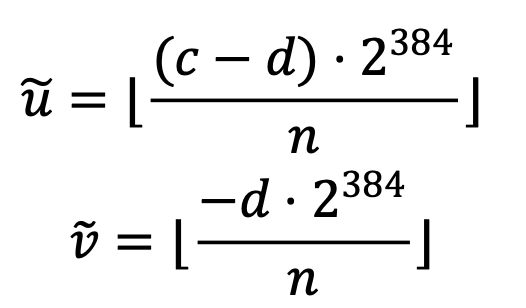 ũ = ⌊(c − d) · 2^384 / n⌋
ṽ = ⌊−d · 2^384 / n⌋